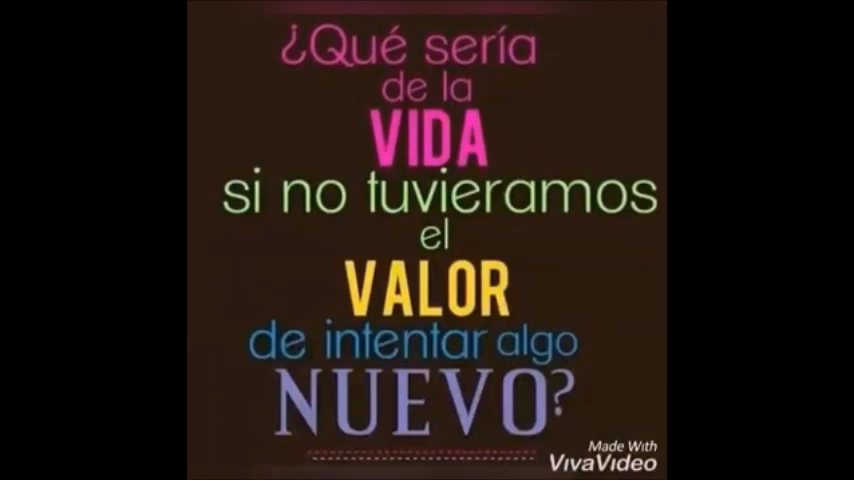 ¿Qué sería
de la
VIDA
si no tuvieramos
el
VALOR
de intentar algo
NUEVO?
Made With
VivaVideo